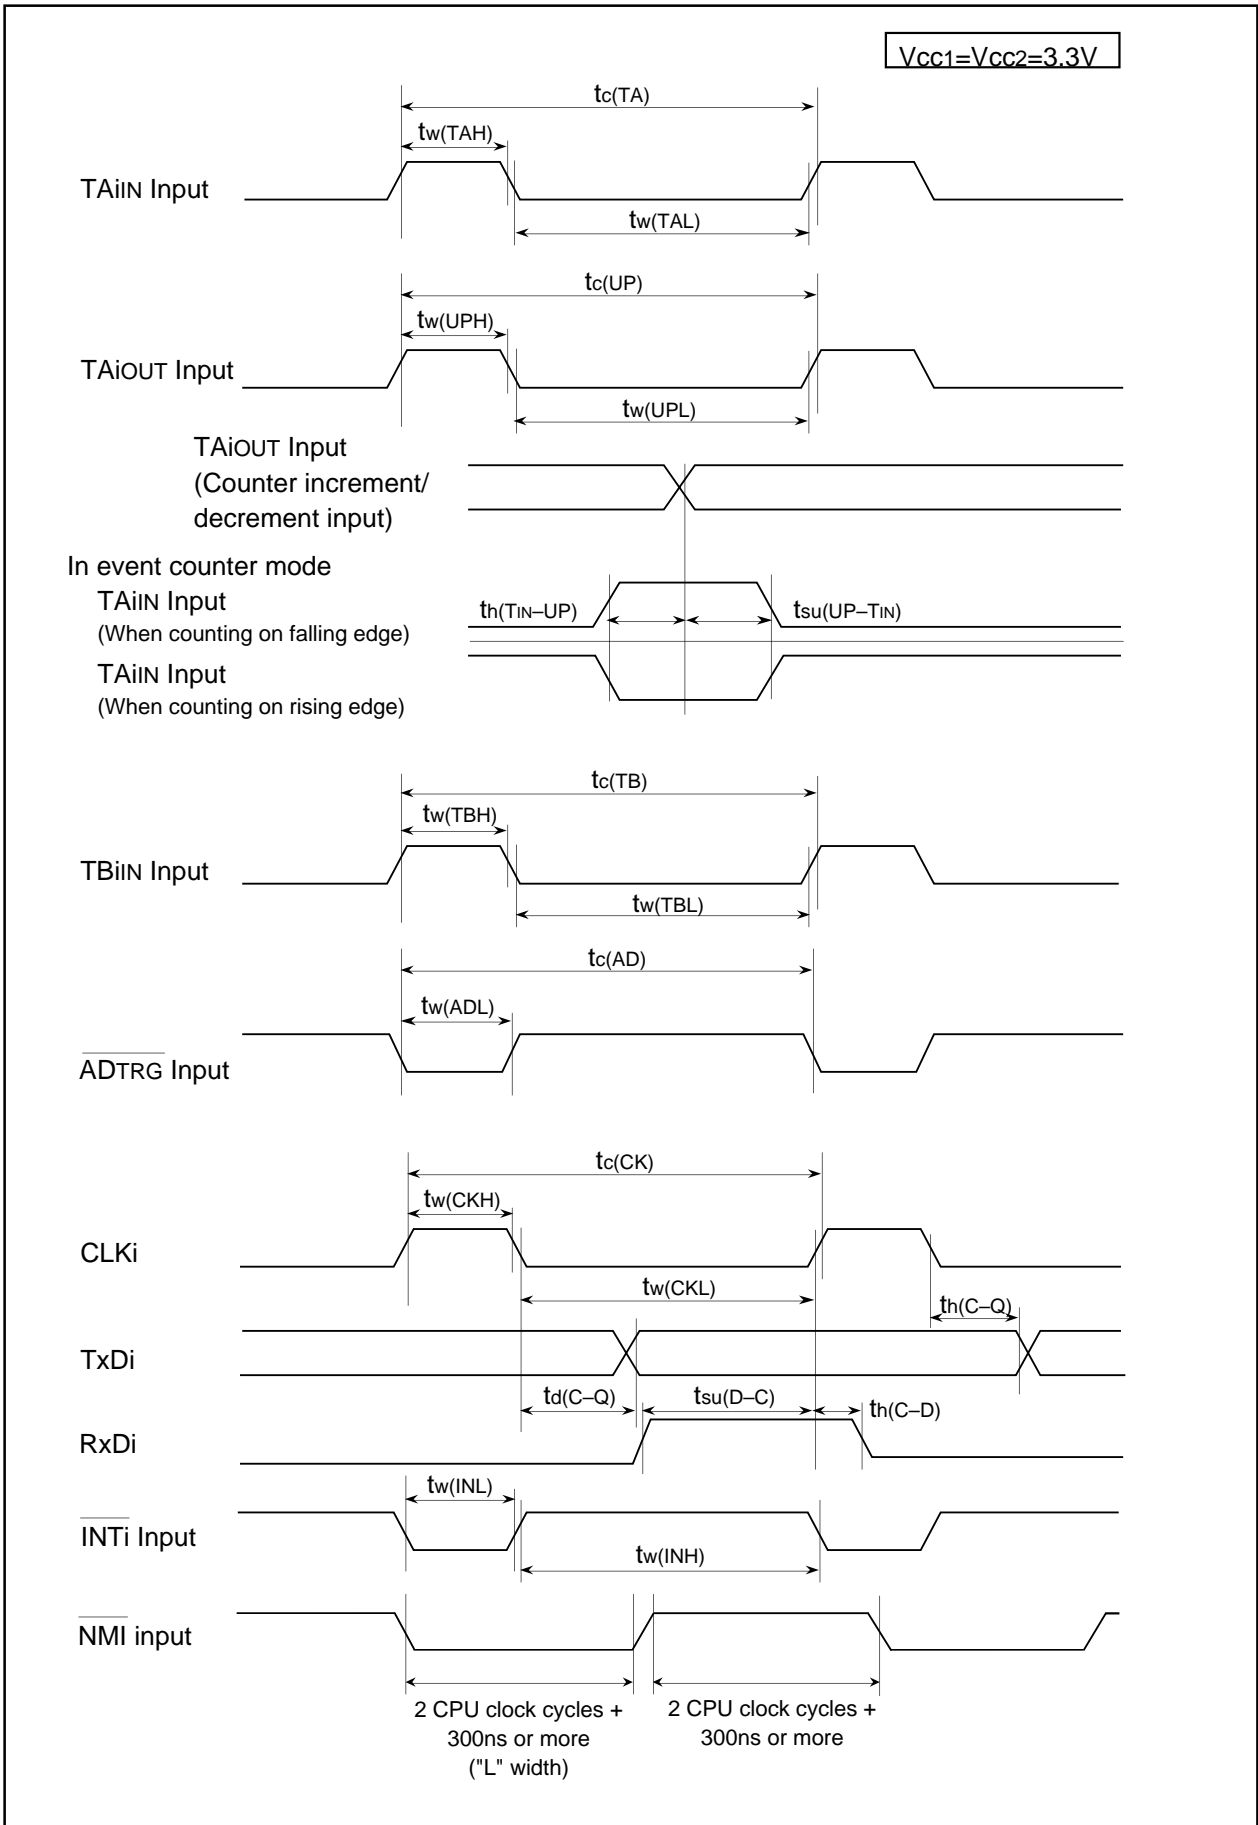 Vcc1=Vcc2=3.3V
tc(TA)
tw(TAH)
TAiIN Input
tw(TAL)
tc(UP)
tw(UPH)
TAiOUT Input
tw(UPL)
TAiOUT Input
(Counter increment/
decrement input)
In event counter mode
TAiIN Input
(When counting on falling edge)
th(TIN–UP)
tsu(UP–TIN)
TAiIN Input
(When counting on rising edge)
tc(TB)
tw(TBH)
TBiIN Input
tw(TBL)
tc(AD)
tw(ADL)
ADTRG Input
tc(CK)
tw(CKH)
CLKi
tw(CKL)
th(C–Q)
TxDi
td(C–Q)
tsu(D–C)
th(C–D)
RxDi
tw(INL)
INTi Input
tw(INH)
NMI input
2 CPU clock cycles +
300ns or more
("L" width)
2 CPU clock cycles +
300ns or more